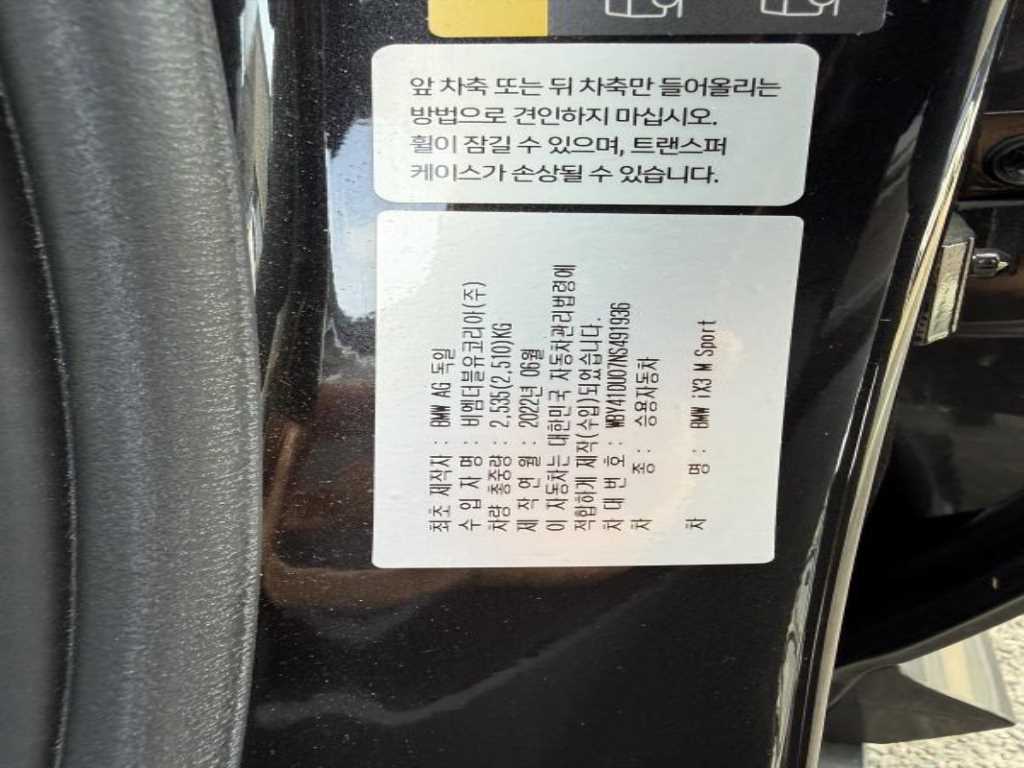 앞 차축 또는 뒤 차축만 들어올리는
방법으로 견인하지 마십시오.
휠이 잠길 수 있으며, 트랜스퍼
케이스가 손상될 수 있습니다.
최초 제작자 : BMW AG 독일
수 입 자 명 : 비엠더블유코리아(주)
차량 총중량 : 2,535(2,510)KG
제 작 연 월 : 2022년 06월
이 자동차는 대한민국 자동차관리법령에
적합하게 제작(수입)되었습니다.
차 대 번 호 : WBY41DU07NS491936
차 종 : 승용자동차
차 명 : BMW iX3 M Sport